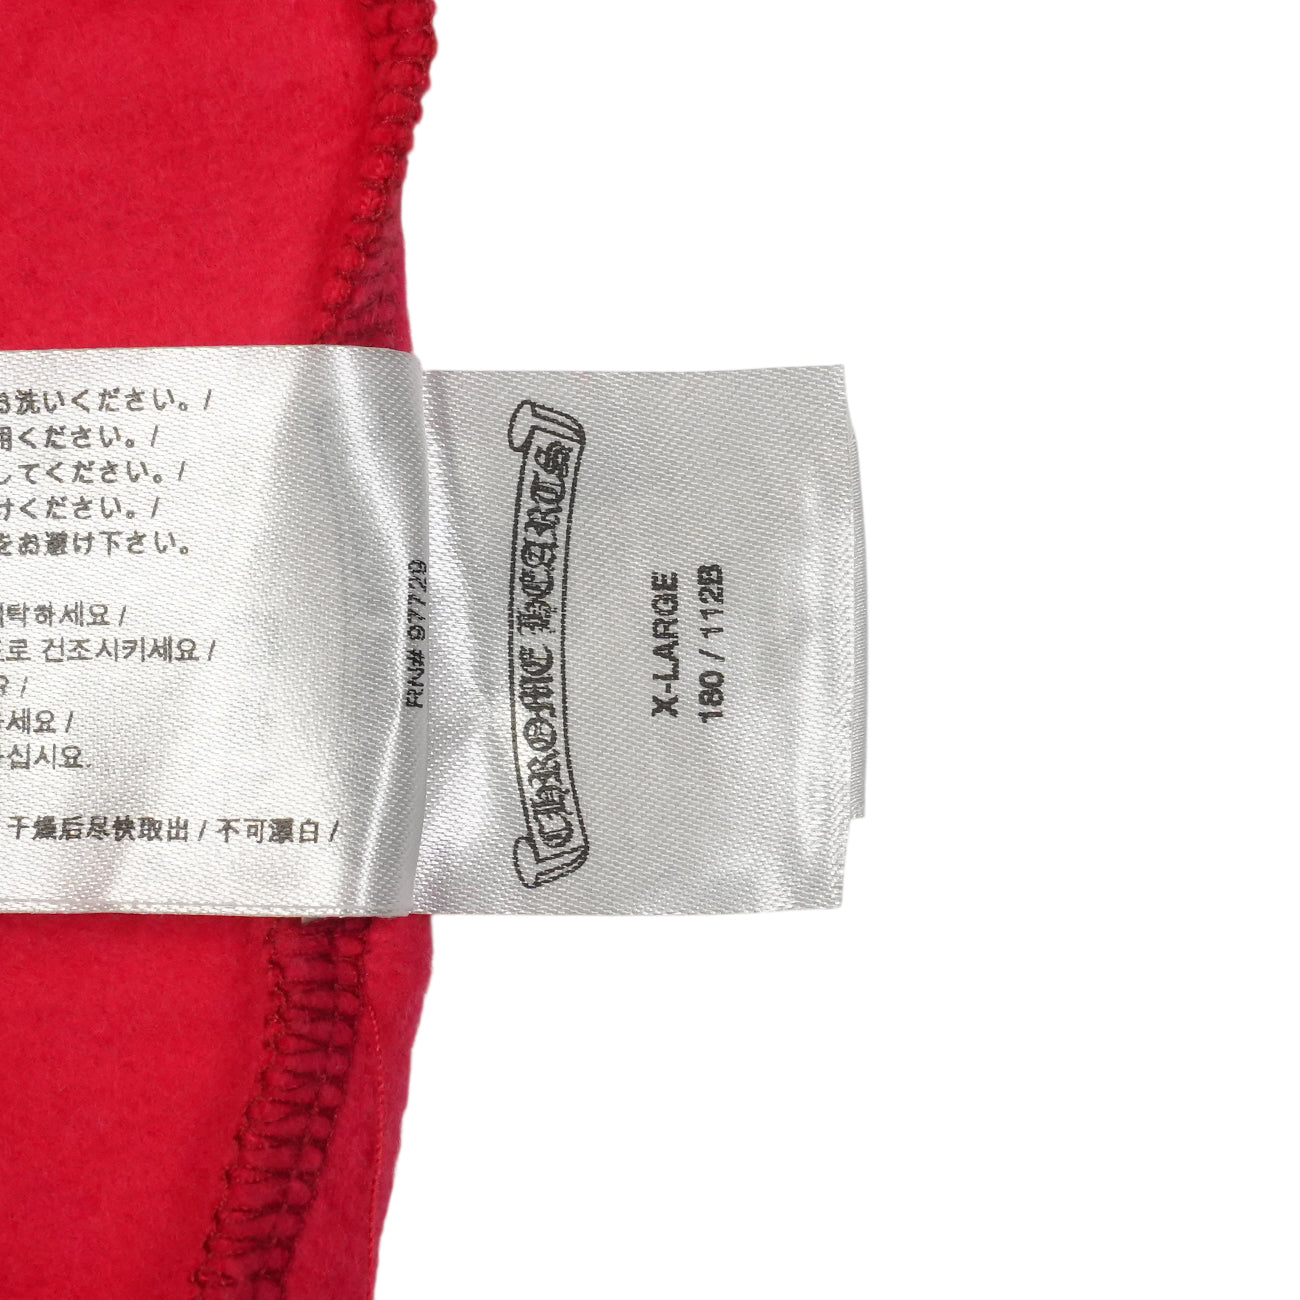 お洗いください。/
用ください。/
してください。/
けください。/
をお避け下さい。
세탁하세요 /
로 건조시키세요 /
/
하세요 /
하십시요.
干燥后尽快取出 / 不可漂白 /
RN# 97729
CHROME HEARTS
X-LARGE
180 / 112B